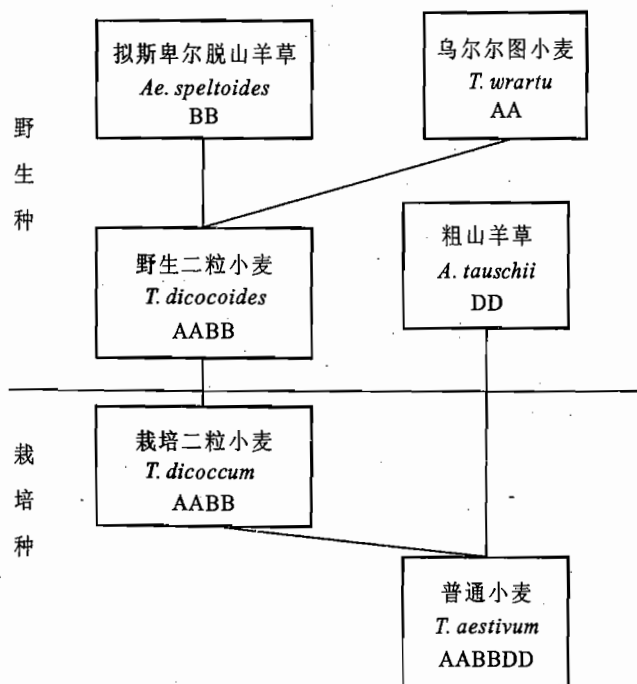 拟斯卑尔脱山羊草
Ae. speltoides
BB
乌尔尔图小麦
T. wrartu
AA
野生种
粗山羊草
A. tauschii
DD
野生二粒小麦
T. dicocoides
AABB
栽培二粒小麦
T. dicoccum
AABB
栽培种
普通小麦
T. aestivum
AABBDD